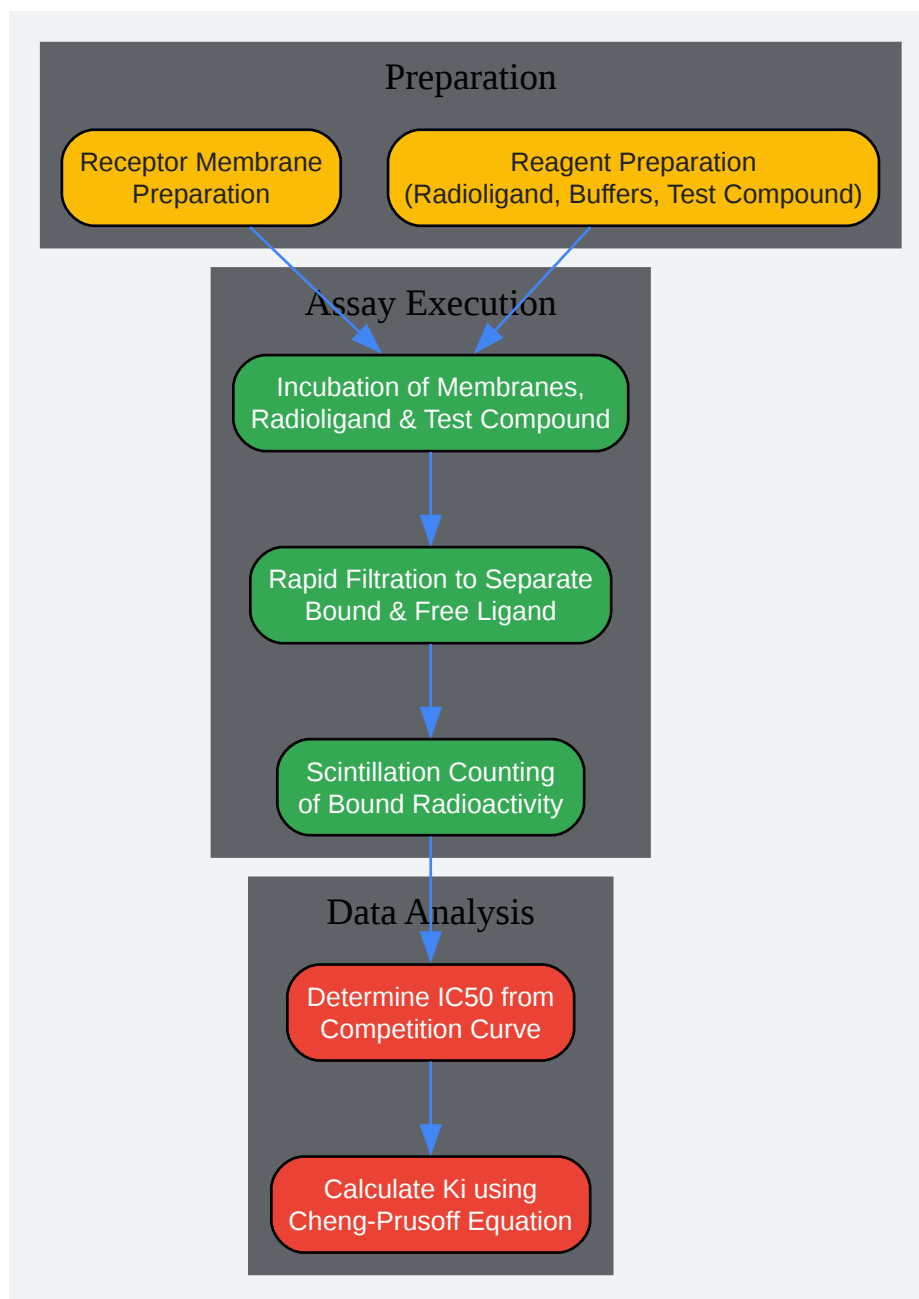 Preparation
Receptor Membrane
Preparation
Reagent Preparation
(Radioligand, Buffers, Test Compound)
Assay Execution
Incubation of Membranes,
Radioligand & Test Compound
Rapid Filtration to Separate
Bound & Free Ligand
Scintillation Counting
of Bound Radioactivity
Data Analysis
Determine IC50 from
Competition Curve
Calculate Ki using
Cheng-Prusoff Equation